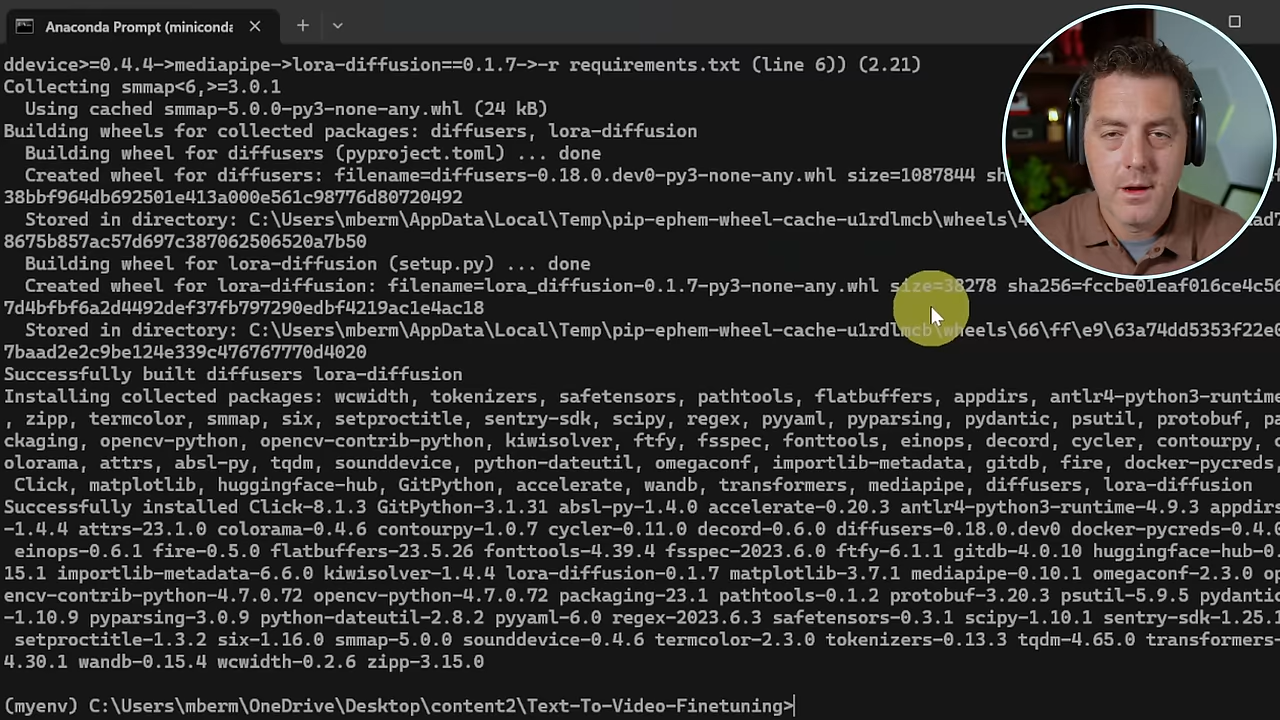 Anaconda Prompt (miniconda
ddevice>=0.4.4->mediapipe->lora-diffusion==0.1.7->-r requirements.txt (line 6)) (2.21)
Collecting smmap<6,>=3.0.1
Using cached smmap-5.0.0-py3-none-any.whl (24 kB)
Building wheels for collected packages: diffusers, lora-diffusion
Building wheel for diffusers (pyproject.toml) ... done
Created wheel for diffusers: filename=diffusers-0.18.0.dev0-py3-none-any.whl size=1087844 sh
38bbf964db692501e413a000e561c98776d80720492
Stored in directory: C:\Users\mberm\AppData\Local\Temp\pip-ephem-wheel-cache-u1rdlmcb\wheels\
8675b857ac57d697c387062506520a7b50
Building wheel for lora-diffusion (setup.py) ... done
Created wheel for lora-diffusion: filename=lora_diffusion-0.1.7-py3-none-any.whl size=38278 sha256=fccbe01eaf016ce4c56
7d4bfbf6a2d4492def37fb797290edbf4219ac1e4ac18
Stored in directory: C:\Users\mberm\AppData\Local\Temp\pip-ephem-wheel-cache-u1rdlmcb\wheels\66\ff\e9\63a74dd5353f22e0
7baad2e2c9be124e339c476767770d4020
Successfully built diffusers lora-diffusion
Installing collected packages: wcwidth, tokenizers, safetensors, pathtools, flatbuffers, appdirs, antlr4-python3-runtime
, zipp, termcolor, smmap, six, setproctitle, sentry-sdk, scipy, regex, pyyaml, pyparsing, pydantic, psutil, protobuf, pa
ckaging, opencv-python, opencv-contrib-python, kiwisolver, ftfy, fsspec, fonttools, einops, decord, cycler, contourpy, c
olorama, attrs, absl-py, tqdm, sounddevice, python-dateutil, omegaconf, importlib-metadata, gitdb, fire, docker-pycreds,
Click, matplotlib, huggingface-hub, GitPython, accelerate, wandb, transformers, mediapipe, diffusers, lora-diffusion
Successfully installed Click-8.1.3 GitPython-3.1.31 absl-py-1.4.0 accelerate-0.20.3 antlr4-python3-runtime-4.9.3 appdirs
-1.4.4 attrs-23.1.0 colorama-0.4.6 contourpy-1.0.7 cycler-0.11.0 decord-0.6.0 diffusers-0.18.0.dev0 docker-pycreds-0.4.0
einops-0.6.1 fire-0.5.0 flatbuffers-23.5.26 fonttools-4.39.4 fsspec-2023.6.0 ftfy-6.1.1 gitdb-4.0.10 huggingface-hub-0.
15.1 importlib-metadata-6.6.0 kiwisolver-1.4.4 lora-diffusion-0.1.7 matplotlib-3.7.1 mediapipe-0.10.1 omegaconf-2.3.0 op
encv-contrib-python-4.7.0.72 opencv-python-4.7.0.72 packaging-23.1 pathtools-0.1.2 protobuf-3.20.3 psutil-5.9.5 pydantic
-1.10.9 pyparsing-3.0.9 python-dateutil-2.8.2 pyyaml-6.0 regex-2023.6.3 safetensors-0.3.1 scipy-1.10.1 sentry-sdk-1.25.1
setproctitle-1.3.2 six-1.16.0 smmap-5.0.0 sounddevice-0.4.6 termcolor-2.3.0 tokenizers-0.13.3 tqdm-4.65.0 transformers-
4.30.1 wandb-0.15.4 wcwidth-0.2.6 zipp-3.15.0
(myenv) C:\Users\mberm\OneDrive\Desktop\content2\Text-To-Video-Finetuning>